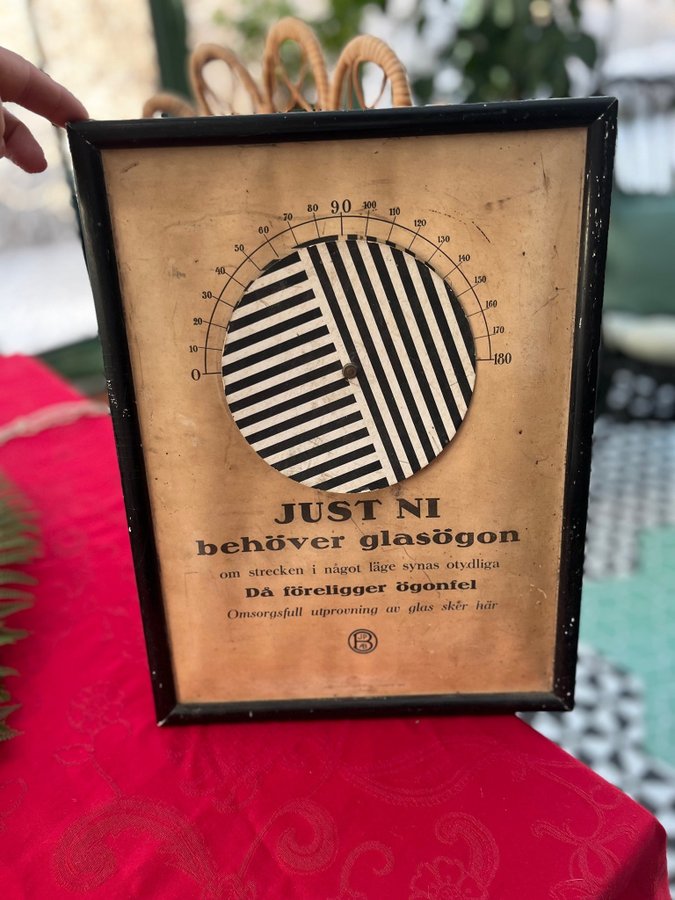 0 10 20 30 40 50 60 70 80 90 100 110 120 130 140 150 160 170 180
JUST NI
behöver glasögon
om strecken i något läge synas otydliga
Då föreligger ögonfel
Omsorgsfull utprovning av glas sker här